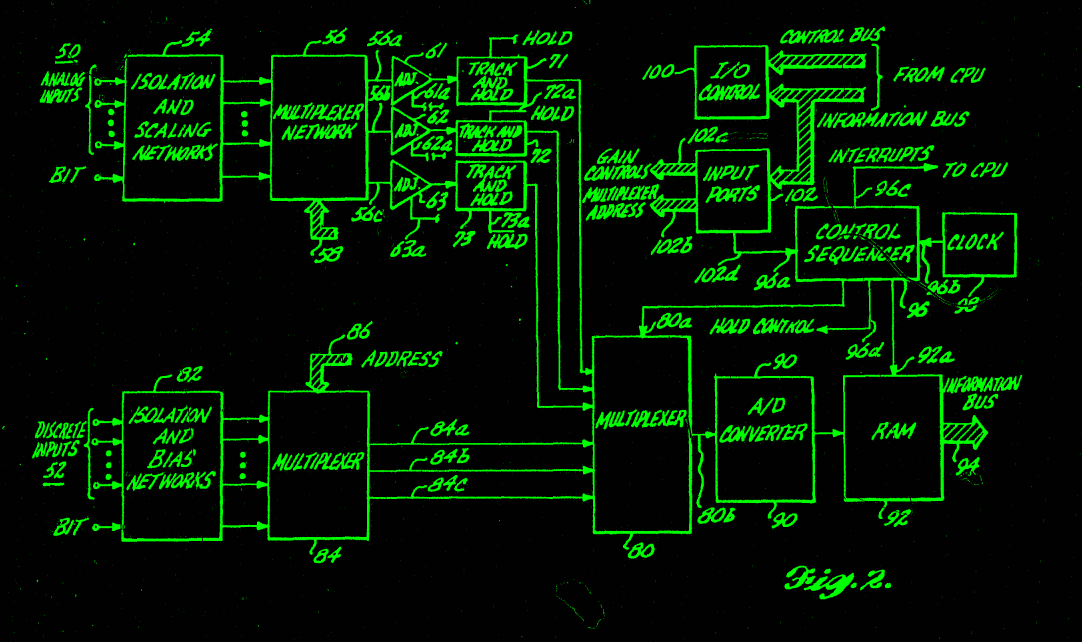 50
ANALOG
INPUTS
BIT
54
ISOLATION
AND
SCALING
NETWORKS
56
MULTIPLEXER
NETWORK
58
56a
56b
56c
61
ADJ.
61a
62
ADJ.
62a
ADJ.
63
63a
HOLD
71
TRACK
AND
HOLD
72a
HOLD
TRACK AND
HOLD
72
TRACK
AND
HOLD
73
73a
HOLD
100
I/O
CONTROL
CONTROL BUS
FROM CPU
INFORMATION BUS
102c
GAIN
CONTROLS
MULTIPLEXER
ADDRESS
102b
INPUT
PORTS
102
102d
INTERRUPTS
TO CPU
96c
CONTROL
SEQUENCER
96a
96b
96
CLOCK
98
HOLD CONTROL
96d
86
ADDRESS
82
ISOLATION
AND
BIAS
NETWORKS
DISCRETE
INPUTS
52
BIT
MULTIPLEXER
84
84a
84b
84c
80a
MULTIPLEXER
80
80b
90
A/D
CONVERTER
90
92a
RAM
92
INFORMATION
BUS
94
Fig. 2.